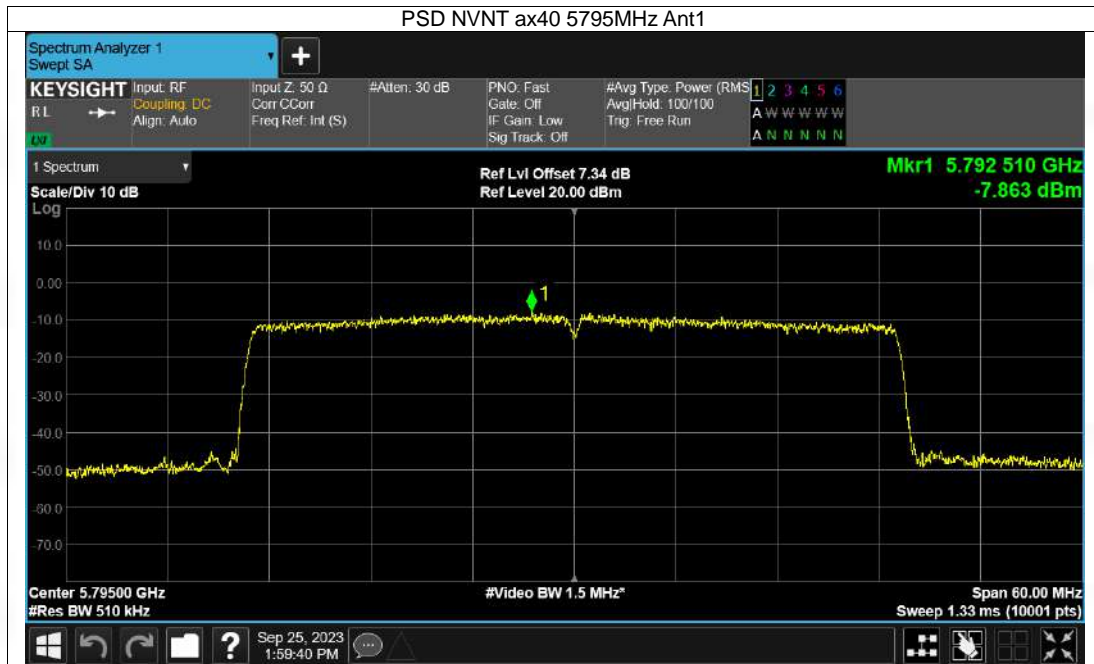 PSD NVNT ax40 5795MHz Ant1
Spectrum Analyzer 1
Swept SA
+
KEYSIGHT
RL
LXI
Input: RF
Coupling: DC
Align: Auto
Input Z: 50 Ω
Corr CCorr
Freq Ref: Int (S)
#Atten: 30 dB
PNO: Fast
Gate: Off
IF Gain: Low
Sig Track: Off
#Avg Type: Power (RMS
Avg|Hold: 100/100
Trig: Free Run
1 2 3 4 5 6
A W W W W W
A N N N N N
1 Spectrum
Scale/Div 10 dB
Ref Lvl Offset 7.34 dB
Ref Level 20.00 dBm
Mkr1 5.792 510 GHz
-7.863 dBm
Log
10.0
0.00
-10.0
-20.0
-30.0
-40.0
-50.0
-60.0
-70.0
1
Center 5.79500 GHz
#Res BW 510 kHz
#Video BW 1.5 MHz*
Span 60.00 MHz
Sweep 1.33 ms (10001 pts)
?
Sep 25, 2023
1:59:40 PM